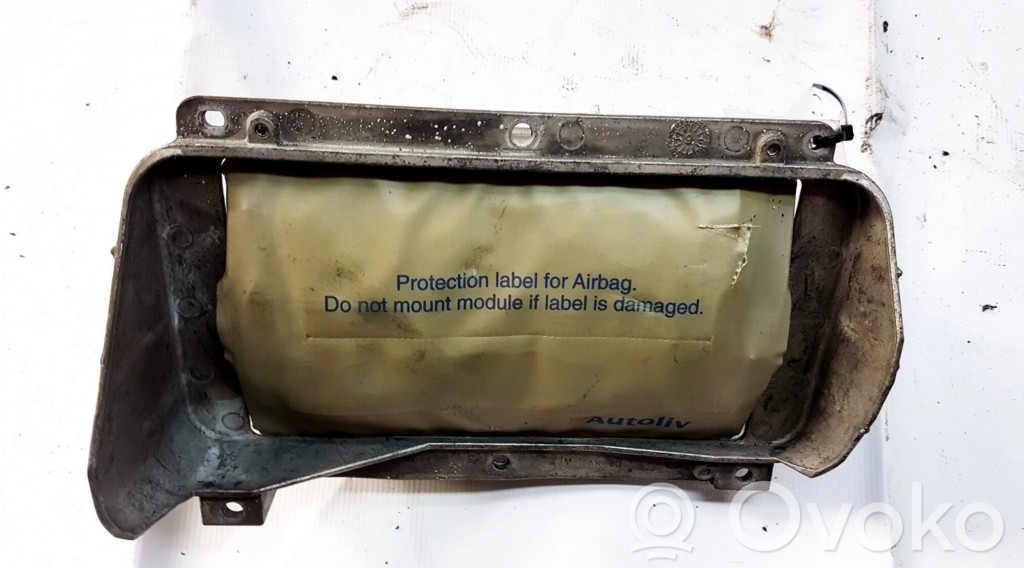 Protection label for Airbag.
Do not mount module if label is damaged.
Autoliv
Ovoko